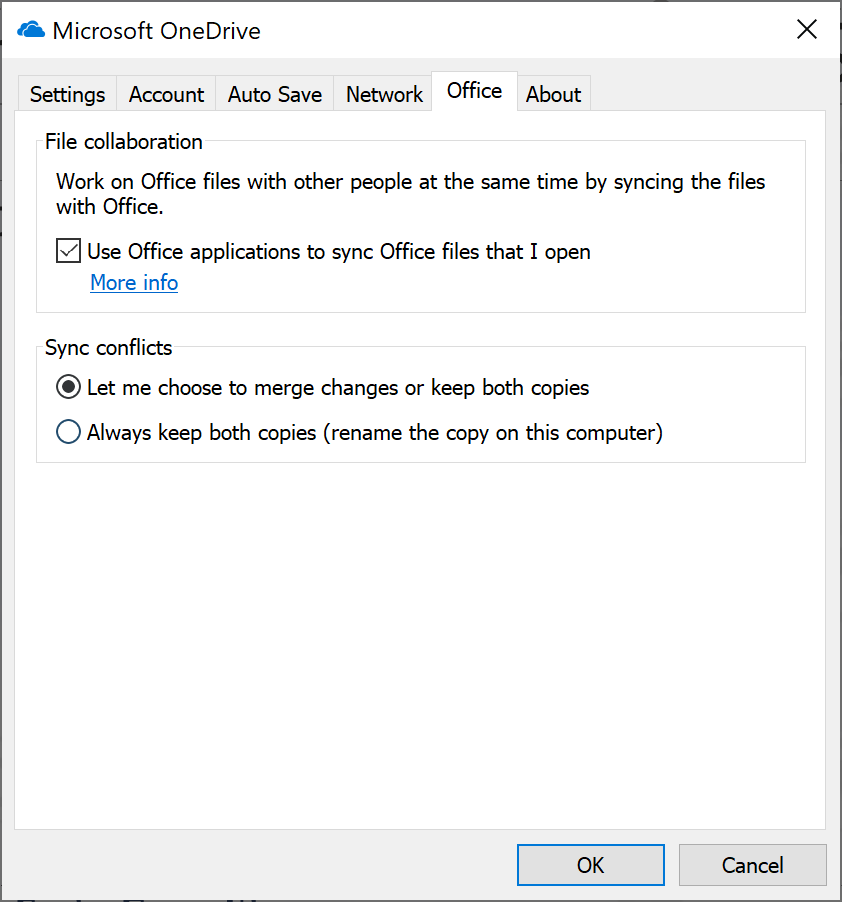 Microsoft OneDrive
Settings
Account
Auto Save
Network
Office
About
File collaboration
Work on Office files with other people at the same time by syncing the files
with Office.
Use Office applications to sync Office files that I open
More info
Sync conflicts
Let me choose to merge changes or keep both copies
Always keep both copies (rename the copy on this computer)
OK
Cancel